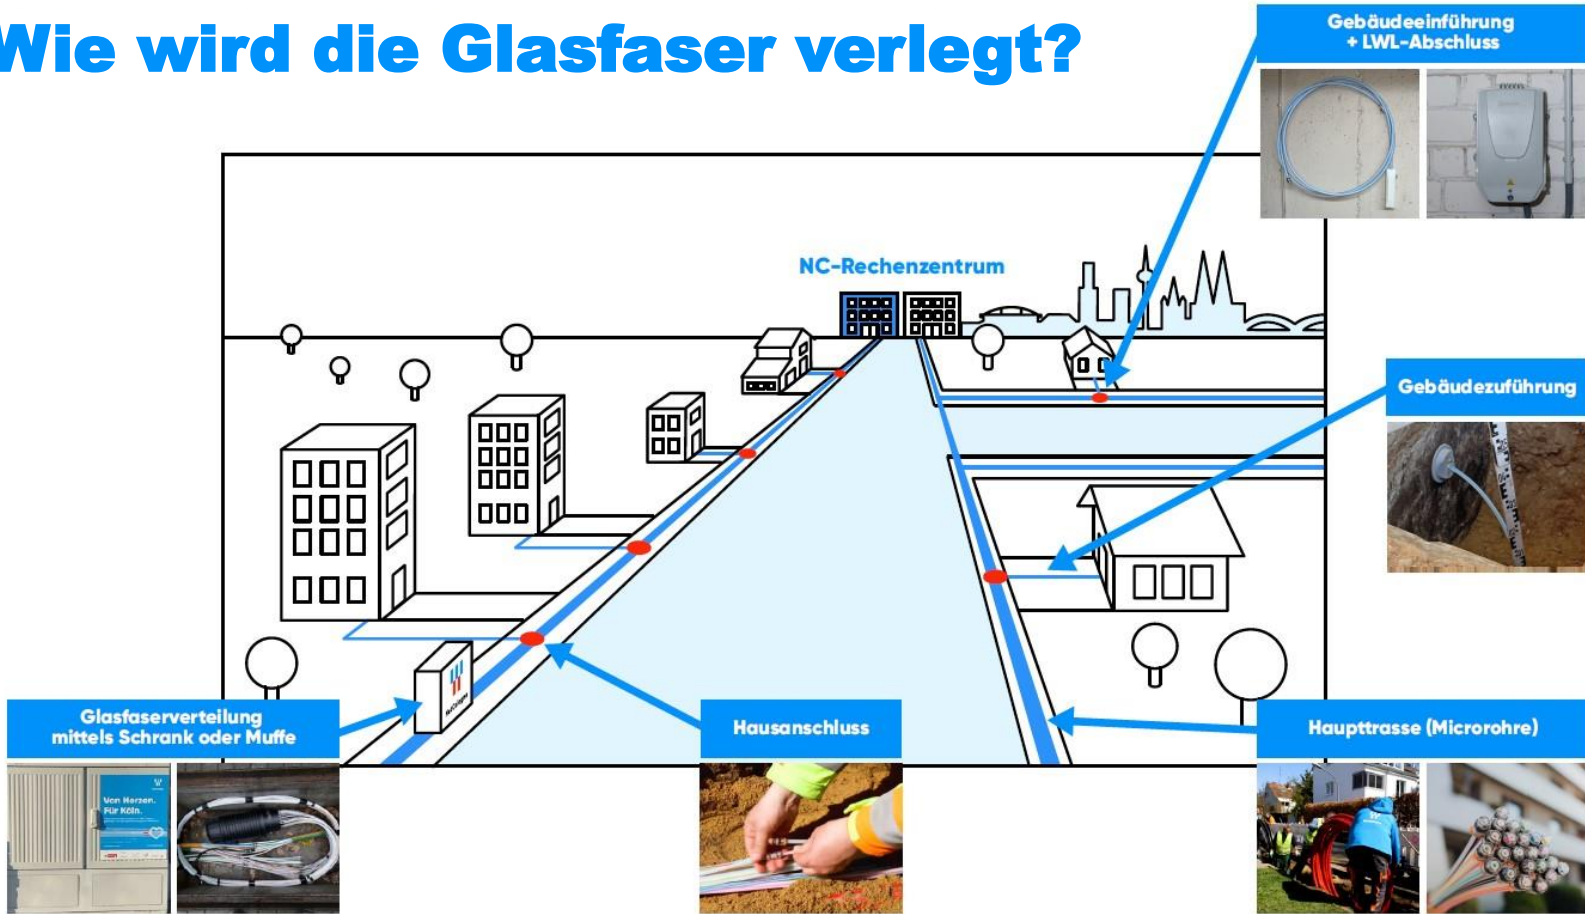 Wie wird die Glasfaser verlegt?
Gebäudeeinführung
+ LWL-Abschluss
NC-Rechenzentrum
Gebäudezuführung
Glasfaserverteilung
mittels Schrank oder Muffe
Hausanschluss
Haupttrasse (Microrohre)
NetCologne
Von Herzen.
Für Köln.